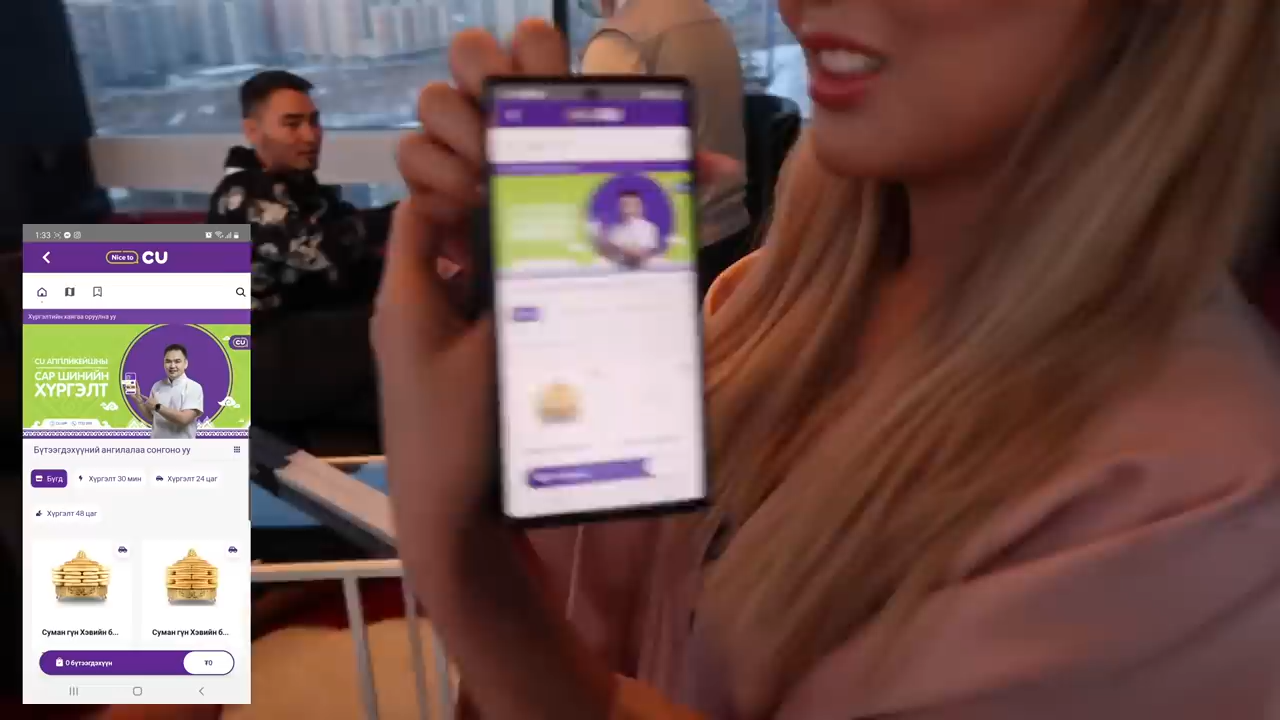 1:33
Nice to CU
Хүргэлтийн хаягаа оруулна уу
CU
CU АППЛИКЕЙШНЫ
САР ШИНИЙН
ХҮРГЭЛТ
Бүтээгдэхүүний ангилалаа сонгоно уу
Бүгд
Хүргэлт 30 мин
Хүргэлт 24 цаг
Хүргэлт 48 цаг
Суман гүн Хэвийн б...
Суман гүн Хэвийн б...
0 бүтээгдэхүүн
₮0